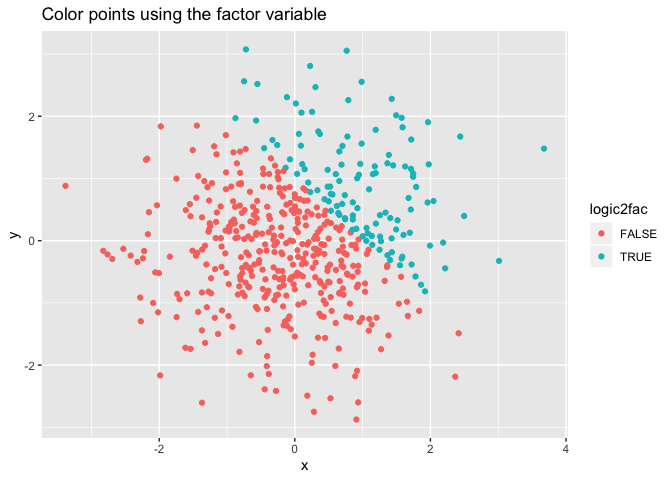 Color points using the factor variable
2
0
-2
y
-2
0
2
4
x
logic2fac
FALSE
TRUE